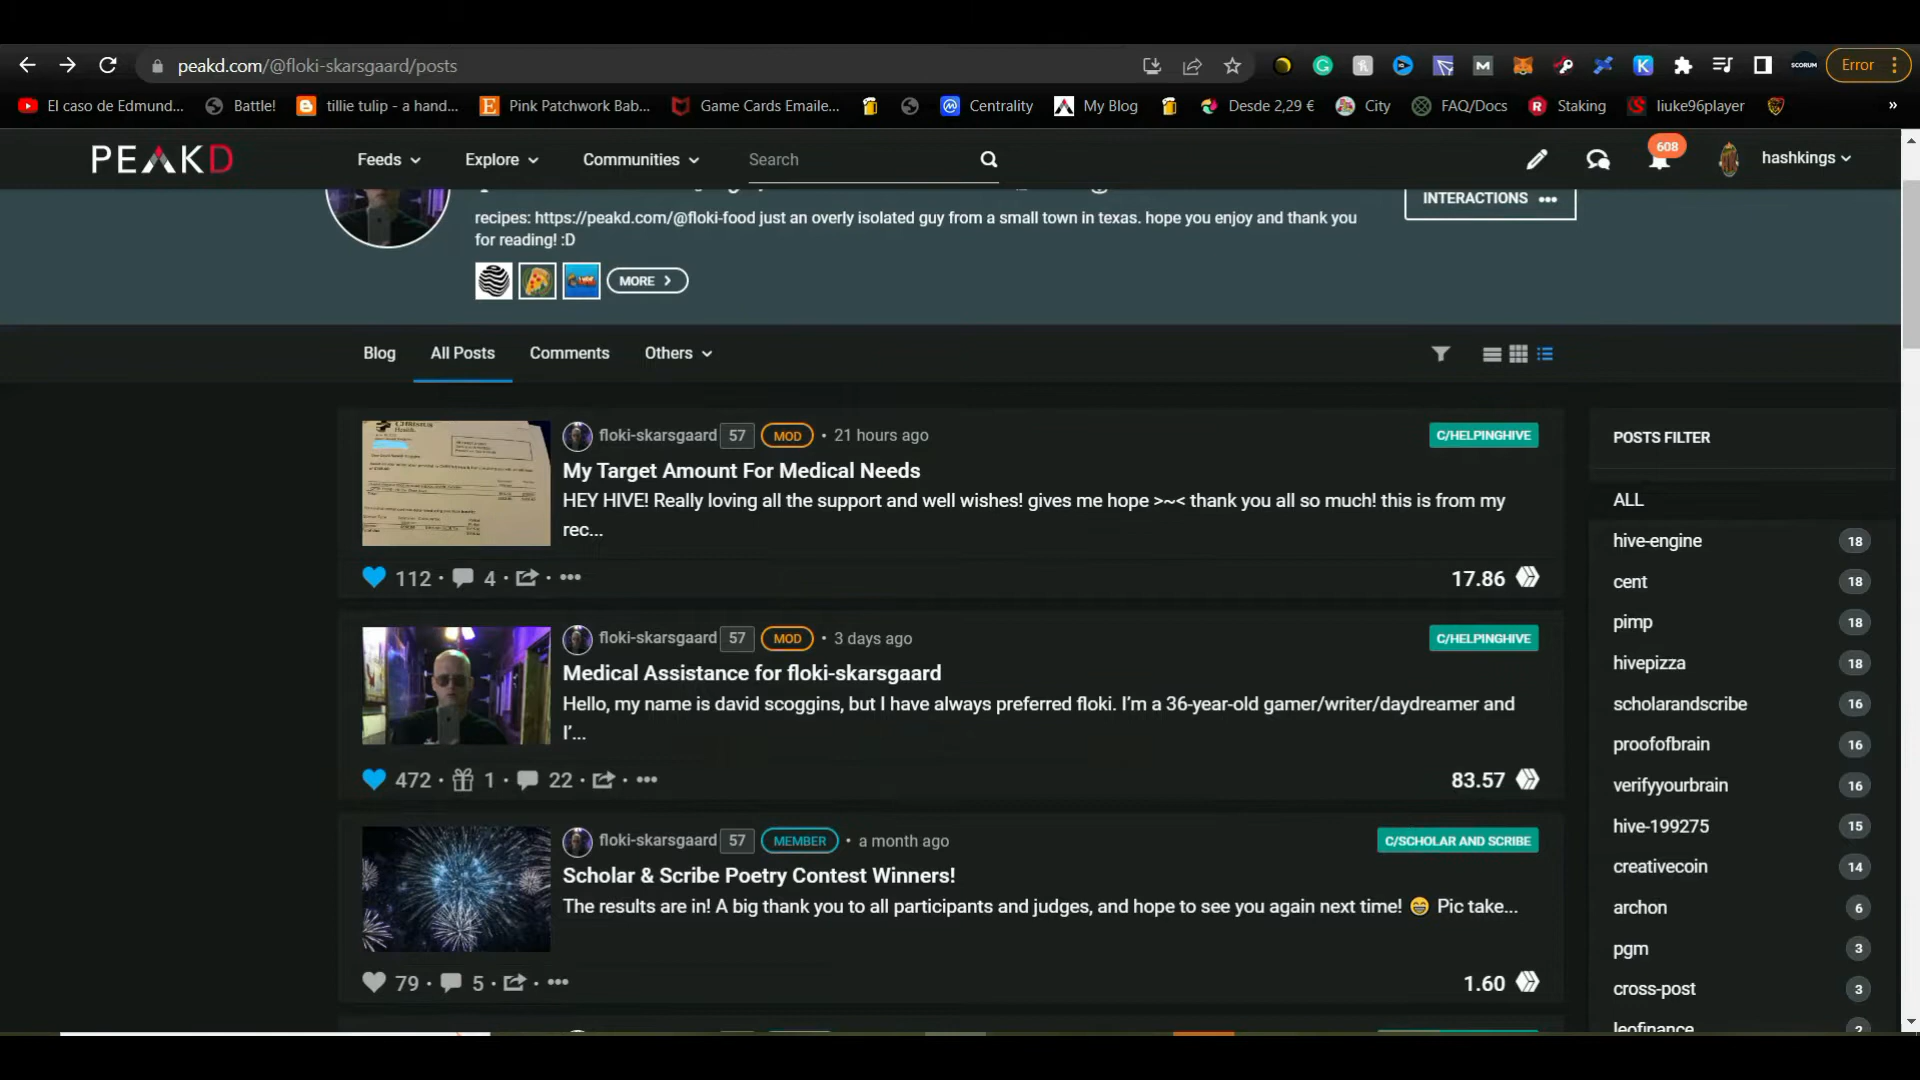 peakd.com/@floki-skarsgaard/posts
SCORUM
Error
El caso de Edmund...
Battle!
tillie tulip - a hand...
Pink Patchwork Bab...
Game Cards Emaile...
Centrality
My Blog
Desde 2,29 €
City
FAQ/Docs
Staking
liuke96player
»
PEAKD
Feeds
Explore
Communities
Search
608
hashkings
recipes: https://peakd.com/@floki-food just an overly isolated guy from a small town in texas. hope you enjoy and thank you
for reading! :D
INTERACTIONS •••
MORE
Blog
All Posts
Comments
Others
floki-skarsgaard 57 MOD • 21 hours ago
C/HELPINGHIVE
My Target Amount For Medical Needs
HEY HIVE! Really loving all the support and well wishes! gives me hope >~< thank you all so much! this is from my
rec...
112 · 4 · · •••
17.86
floki-skarsgaard 57 MOD • 3 days ago
C/HELPINGHIVE
Medical Assistance for floki-skarsgaard
Hello, my name is david scoggins, but I have always preferred floki. I’m a 36-year-old gamer/writer/daydreamer and
I’...
472 · 1 · 22 · · •••
83.57
floki-skarsgaard 57 MEMBER • a month ago
C/SCHOLAR AND SCRIBE
Scholar & Scribe Poetry Contest Winners!
The results are in! A big thank you to all participants and judges, and hope to see you again next time! 😁 Pic take...
79 · 5 · · •••
1.60
POSTS FILTER
ALL
hive-engine 18
cent 18
pimp 18
hivepizza 18
scholarandscribe 16
proofofbrain 16
verifyyourbrain 16
hive-199275 15
creativecoin 14
archon 6
pgm 3
cross-post 3
leofinance 2